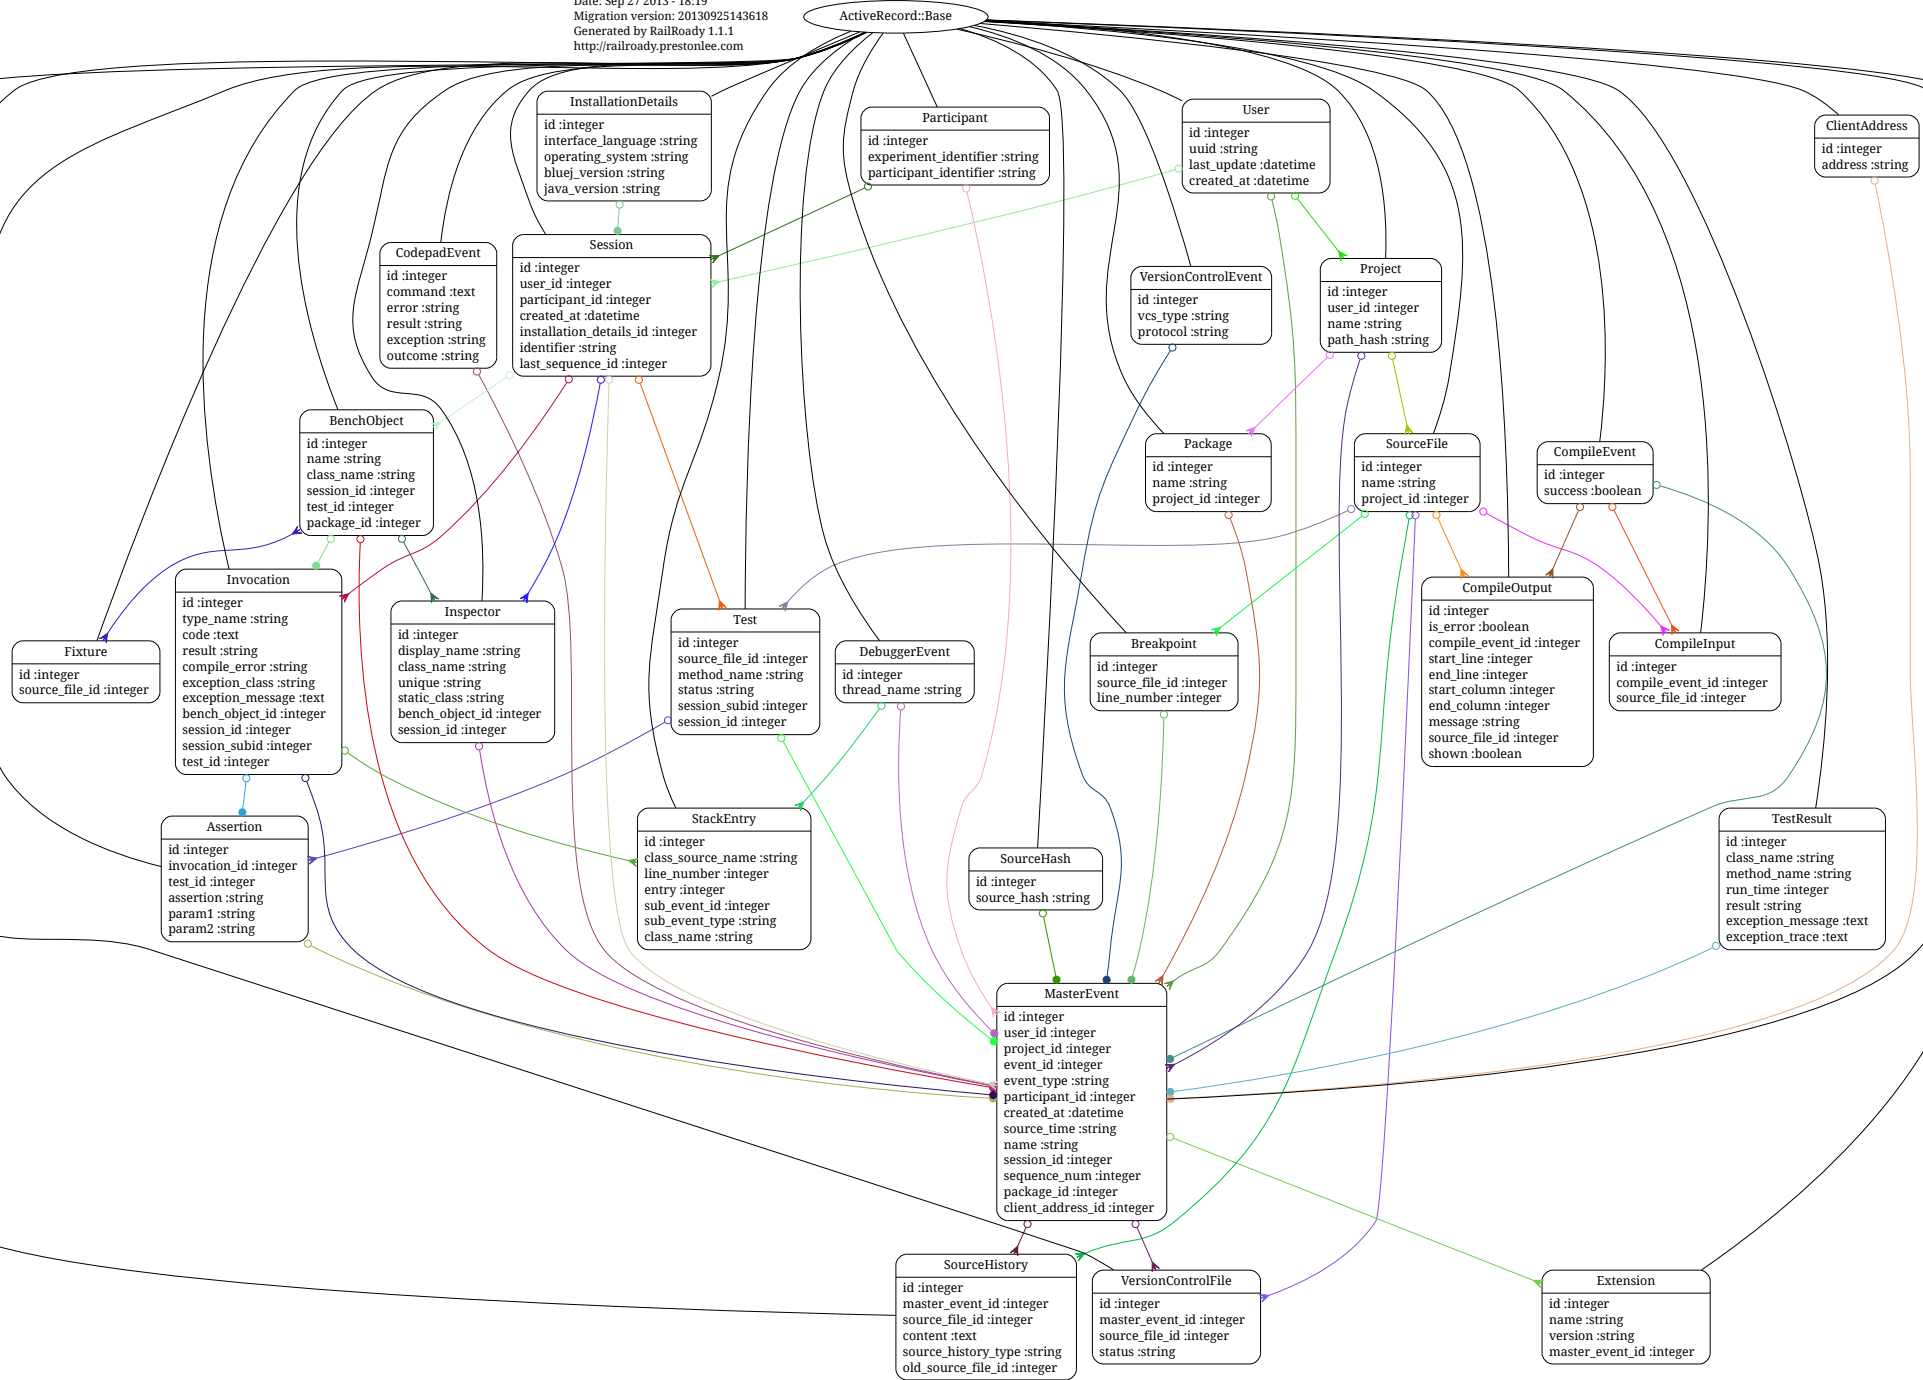 Date: Sep 27 2013 - 18:19
Migration version: 20130925143618
Generated by RailRoady 1.1.1
http://railroady.prestonlee.com
ActiveRecord::Base
InstallationDetails
id :integer
interface_language :string
operating_system :string
bluej_version :string
java_version :string
Participant
id :integer
experiment_identifier :string
participant_identifier :string
User
id :integer
uuid :string
last_update :datetime
created_at :datetime
ClientAddress
id :integer
address :string
CodepadEvent
id :integer
command :text
error :string
result :string
exception :string
outcome :string
Session
id :integer
user_id :integer
participant_id :integer
created_at :datetime
installation_details_id :integer
identifier :string
last_sequence_id :integer
VersionControlEvent
id :integer
vcs_type :string
protocol :string
Project
id :integer
user_id :integer
name :string
path_hash :string
BenchObject
id :integer
name :string
class_name :string
session_id :integer
test_id :integer
package_id :integer
Package
id :integer
name :string
project_id :integer
SourceFile
id :integer
name :string
project_id :integer
CompileEvent
id :integer
success :boolean
Fixture
id :integer
source_file_id :integer
Invocation
id :integer
type_name :string
code :text
result :string
compile_error :string
exception_class :string
exception_message :text
bench_object_id :integer
session_id :integer
session_subid :integer
test_id :integer
Inspector
id :integer
display_name :string
class_name :string
unique :string
static_class :string
bench_object_id :integer
session_id :integer
Test
id :integer
source_file_id :integer
method_name :string
status :string
session_subid :integer
session_id :integer
DebuggerEvent
id :integer
thread_name :string
Breakpoint
id :integer
source_file_id :integer
line_number :integer
CompileOutput
id :integer
is_error :boolean
compile_event_id :integer
start_line :integer
end_line :integer
start_column :integer
end_column :integer
message :string
source_file_id :integer
shown :boolean
CompileInput
id :integer
compile_event_id :integer
source_file_id :integer
Assertion
id :integer
invocation_id :integer
test_id :integer
assertion :string
param1 :string
param2 :string
StackEntry
id :integer
class_source_name :string
line_number :integer
entry :integer
sub_event_id :integer
sub_event_type :string
class_name :string
SourceHash
id :integer
source_hash :string
TestResult
id :integer
class_name :string
method_name :string
run_time :integer
result :string
exception_message :text
exception_trace :text
MasterEvent
id :integer
user_id :integer
project_id :integer
event_id :integer
event_type :string
participant_id :integer
created_at :datetime
source_time :string
name :string
session_id :integer
sequence_num :integer
package_id :integer
client_address_id :integer
SourceHistory
id :integer
master_event_id :integer
source_file_id :integer
content :text
source_history_type :string
old_source_file_id :integer
VersionControlFile
id :integer
master_event_id :integer
source_file_id :integer
status :string
Extension
id :integer
name :string
version :string
master_event_id :integer